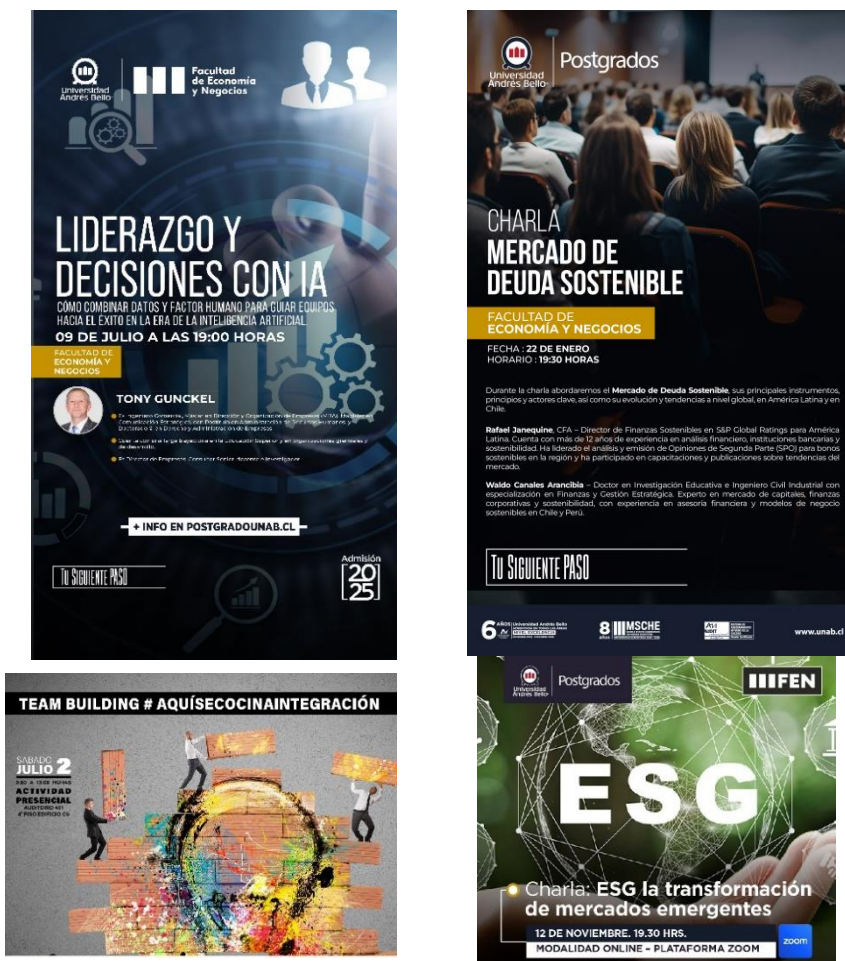 Universidad
Andrés Bello
Facultad
de Economía
y Negocios
LIDERAZGO Y
DECISIONES CON IA
CÓMO COMBINAR DATOS Y FACTOR HUMANO PARA GUIAR EQUIPOS
HACIA EL ÉXITO EN LA ERA DE LA INTELIGENCIA ARTIFICIAL
09 DE JULIO A LAS 19:00 HORAS
FACULTAD DE
ECONOMÍA Y
NEGOCIOS
TONY GUNCKEL
+ INFO EN POSTGRADOUNAB.CL
TU SIGUIENTE PASO
Admisión
2025
Universidad
Andrés Bello
Postgrados
CHARLA
MERCADO DE
DEUDA SOSTENIBLE
FACULTAD DE
ECONOMÍA Y NEGOCIOS
FECHA : 22 DE ENERO
HORARIO : 19:30 HORAS
Durante la charla abordaremos el Mercado de Deuda Sostenible, sus principales instrumentos,
principios y actores clave, así como su evolución y tendencias a nivel global, en América Latina y en
Chile.
Rafael Janequine, CFA – Director de Finanzas Sostenibles en S&P Global Ratings para América
Latina. Cuenta con más de 12 años de experiencia en análisis financiero, instituciones bancarias y
sostenibilidad. Ha liderado el análisis y emisión de Opiniones de Segunda Parte (SPO) para bonos
sostenibles en la región y ha participado en capacitaciones y publicaciones sobre tendencias del
mercado.
Waldo Canales Arancibia – Doctor en Investigación Educativa e Ingeniero Civil Industrial con
especialización en Finanzas y Gestión Estratégica. Experto en mercado de capitales, finanzas
corporativas y sostenibilidad, con experiencia en asesoría financiera y modelos de negocio
sostenibles en Chile y Perú.
TU SIGUIENTE PASO
6 AÑOS Universidad Andrés Bello
8 años MSCHE
www.unab.cl
TEAM BUILDING # AQUÍSECOCINAINTEGRACIÓN
SABADO
JULIO 2
ACTIVIDAD
PRESENCIAL
Universidad
Andrés Bello
Postgrados
FEN
ESG
Charla: ESG la transformación
de mercados emergentes
12 DE NOVIEMBRE. 19.30 HRS.
MODALIDAD ONLINE – PLATAFORMA ZOOM
zoom